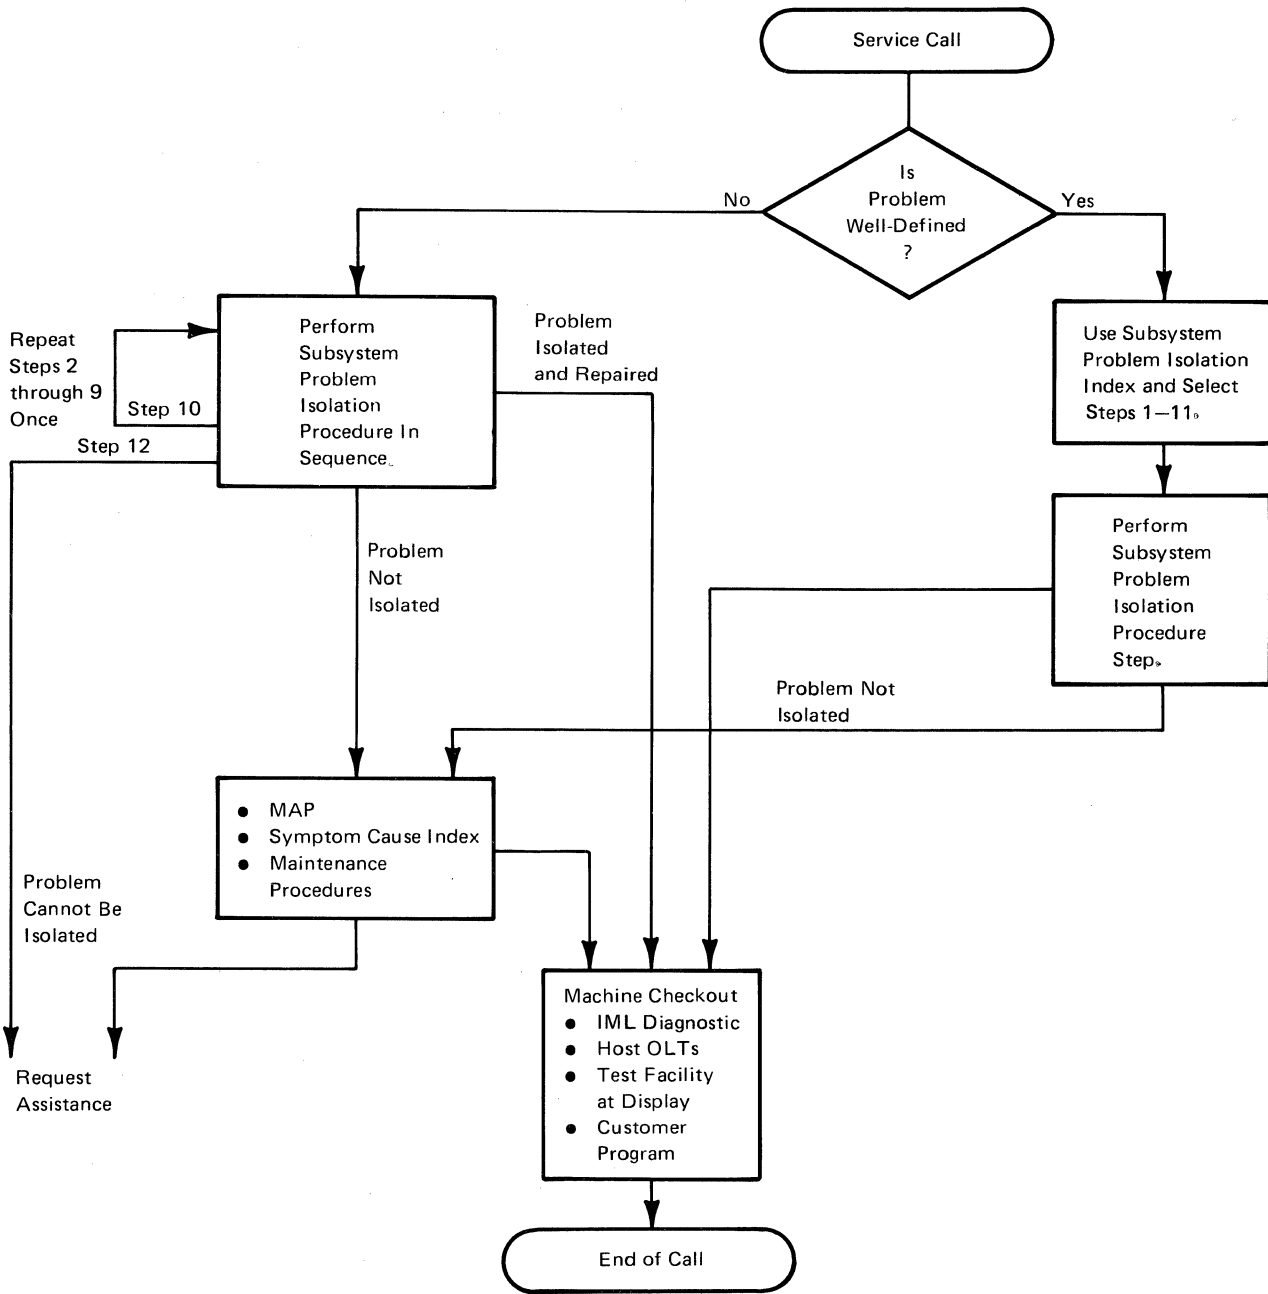 Service Call
Is
Problem
Well-Defined
?
No
Yes
Perform
Subsystem
Problem
Isolation
Procedure In
Sequence.
Repeat
Steps 2
through 9
Once
Step 10
Step 12
Problem
Isolated
and Repaired
Use Subsystem
Problem Isolation
Index and Select
Steps 1–11.
Perform
Subsystem
Problem
Isolation
Procedure
Step.
Problem
Not
Isolated
Problem Not
Isolated
● MAP
● Symptom Cause Index
● Maintenance
Procedures
Problem
Cannot Be
Isolated
Request
Assistance
Machine Checkout
● IML Diagnostic
● Host OLTs
● Test Facility
at Display
● Customer
Program
End of Call